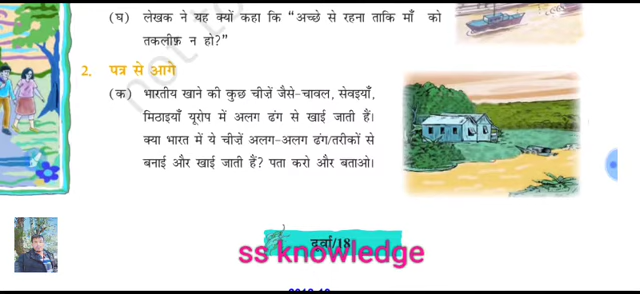 (घ) लेखक ने यह क्यों कहा कि “अच्छे से रहना ताकि माँ को
तकलीफ़ न हो?”
2. पत्र से आगे
(क) भारतीय खाने की कुछ चीज़ें जैसे-चावल, सेवइयाँ,
मिठाइयाँ यूरोप में अलग ढंग से खाई जाती हैं।
क्या भारत में ये चीज़ें अलग-अलग ढंग/तरीकों से
बनाई और खाई जाती हैं? पता करो और बताओ।
दूर्वा/18
ss knowledge